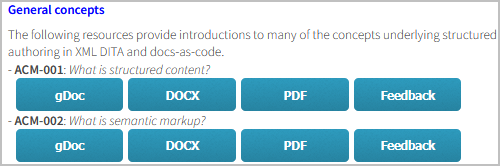 General concepts
The following resources provide introductions to many of the concepts underlying structured
authoring in XML DITA and docs-as-code.
- ACM-001: What is structured content?
gDoc DOCX PDF Feedback
- ACM-002: What is semantic markup?
gDoc DOCX PDF Feedback